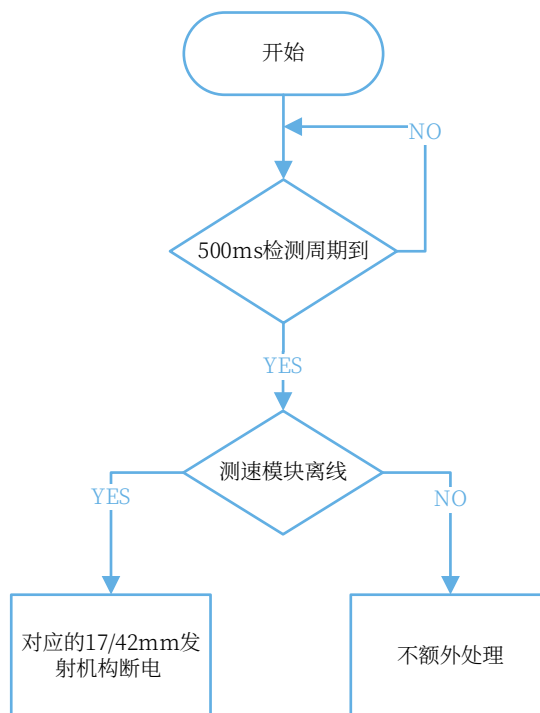 开始
NO
500ms检测周期到
YES
测速模块离线
YES
NO
对应的17/42mm发
射机构断电
不额外处理